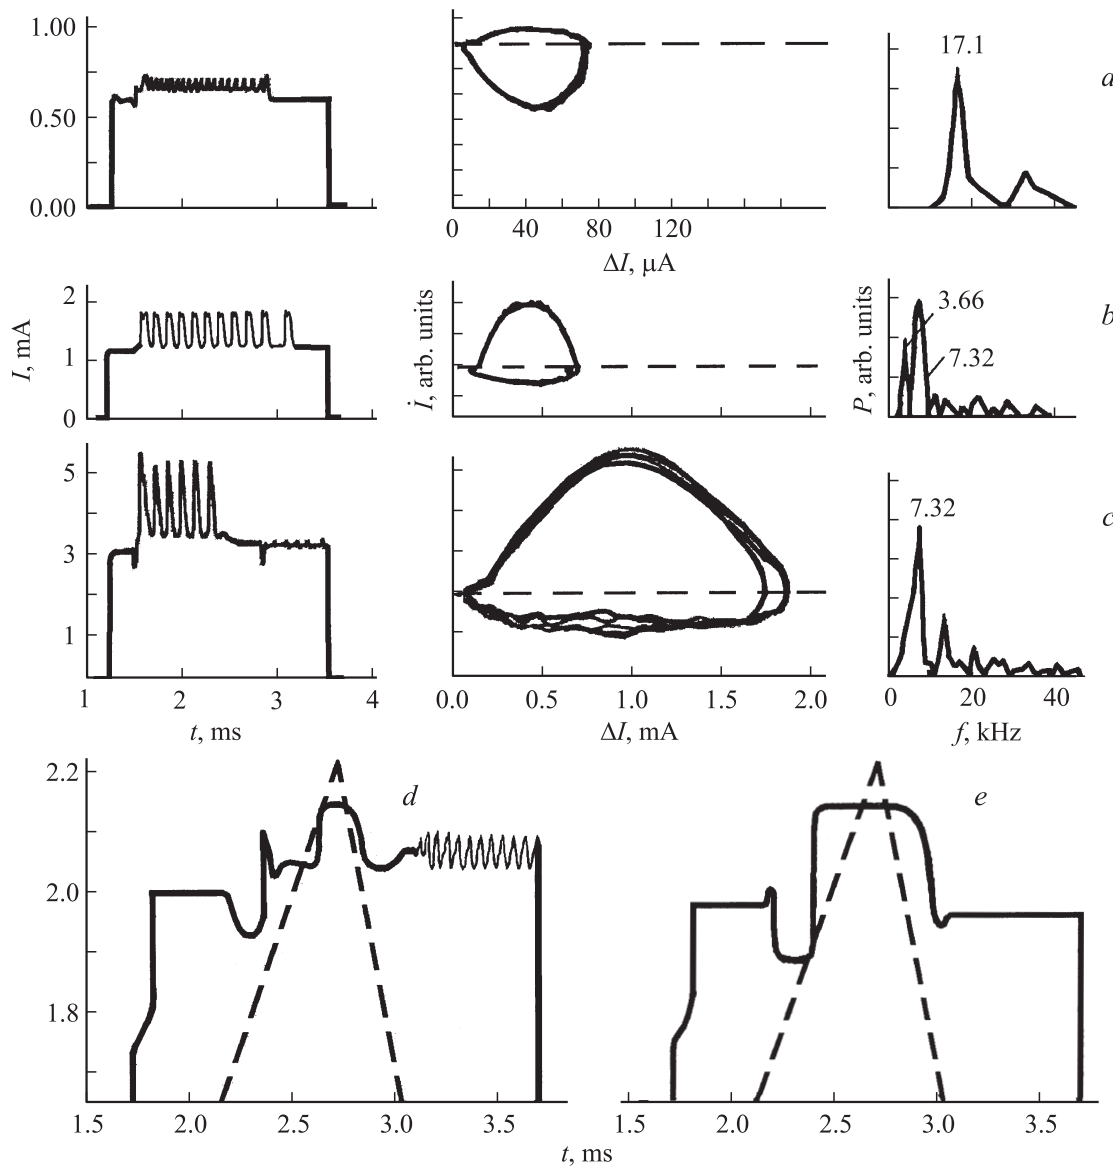 1.00
0.50
0.00
0 40 80 120
ΔI, μA
17.1
a
2
1
0
I, mA
İ, arb. units
P, arb. units
3.66
7.32
b
5
3
1
1 2 3 4
t, ms
0.0 0.5 1.0 1.5 2.0
ΔI, mA
7.32
c
0 20 40
f, kHz
2.2
2.0
1.8
d
e
1.5 2.0 2.5 3.0 3.5
1.5 2.0 2.5 3.0 3.5
t, ms